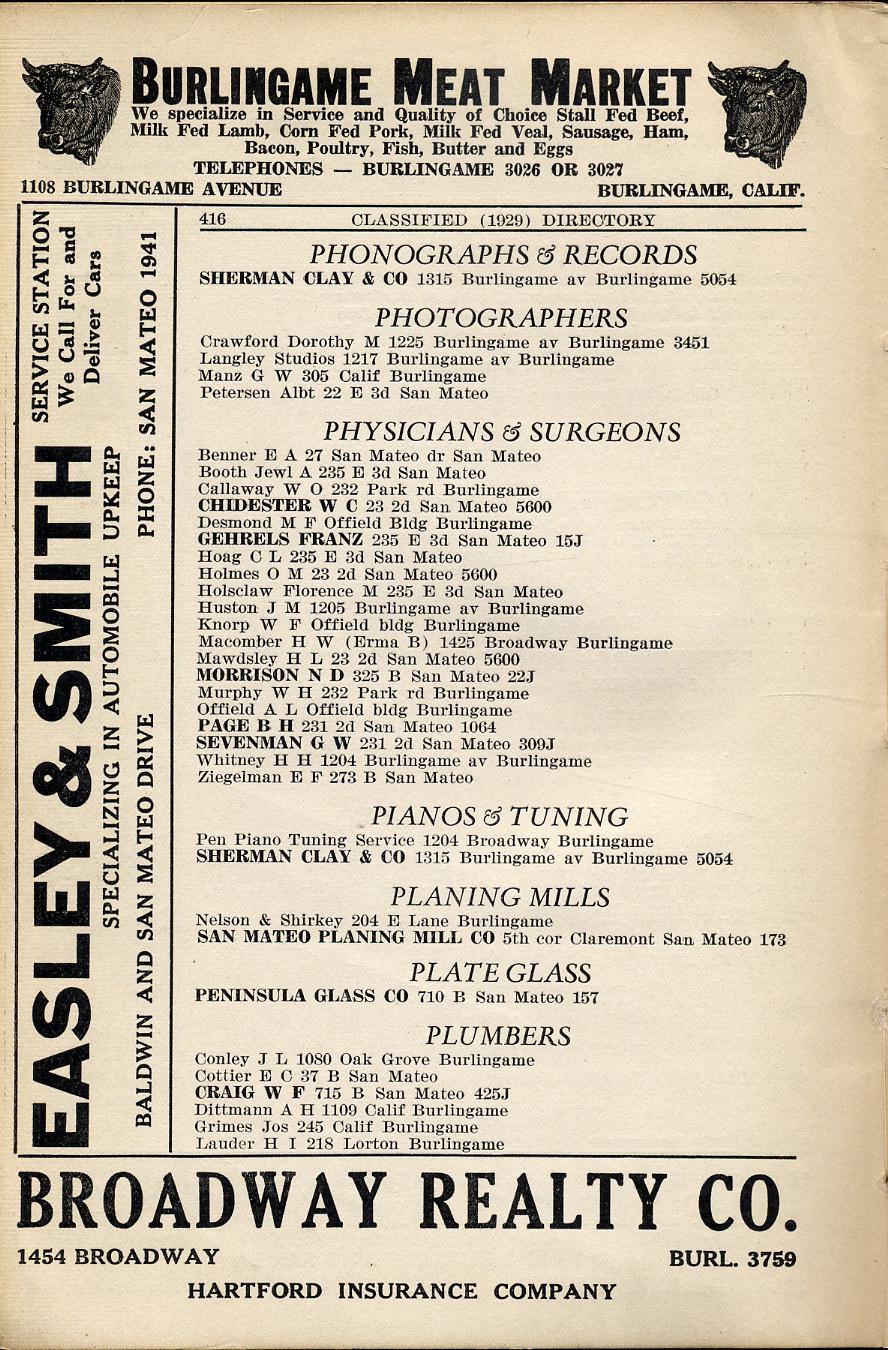 BURLINGAME MEAT MARKET
We specialize in Service and Quality of Choice Stall Fed Beef,
Milk Fed Lamb, Corn Fed Pork, Milk Fed Veal, Sausage, Ham,
Bacon, Poultry, Fish, Butter and Eggs
TELEPHONES — BURLINGAME 3026 OR 3027
1108 BURLINGAME AVENUE BURLINGAME, CALIF.
EASLEY & SMITH
SERVICE STATION
We Call For and
Deliver Cars
SPECIALIZING IN AUTOMOBILE UPKEEP
BALDWIN AND SAN MATEO DRIVE PHONE: SAN MATEO 1941
416 CLASSIFIED (1929) DIRECTORY
PHONOGRAPHS & RECORDS
SHERMAN CLAY & CO 1315 Burlingame av Burlingame 5054
PHOTOGRAPHERS
Crawford Dorothy M 1225 Burlingame av Burlingame 3451
Langley Studios 1217 Burlingame av Burlingame
Manz G W 305 Calif Burlingame
Petersen Albt 22 E 3d San Mateo
PHYSICIANS & SURGEONS
Benner E A 27 San Mateo dr San Mateo
Booth Jewl A 235 E 3d San Mateo
Callaway W O 232 Park rd Burlingame
CHIDESTER W C 23 2d San Mateo 5600
Desmond M F Offield Bldg Burlingame
GEHRELS FRANZ 235 E 3d San Mateo 15J
Hoag C L 235 E 3d San Mateo
Holmes O M 23 2d San Mateo 5600
Holsclaw Florence M 235 E 3d San Mateo
Huston J M 1205 Burlingame av Burlingame
Knorp W F Offield bldg Burlingame
Macomber H W (Erma B) 1425 Broadway Burlingame
Mawdsley H L 23 2d San Mateo 5600
MORRISON N D 325 B San Mateo 22J
Murphy W H 232 Park rd Burlingame
Offield A L Offield bldg Burlingame
PAGE B H 231 2d San Mateo 1064
SEVENMAN G W 231 2d San Mateo 309J
Whitney H H 1204 Burlingame av Burlingame
Ziegelman E F 273 B San Mateo
PIANOS & TUNING
Pen Piano Tuning Service 1204 Broadway Burlingame
SHERMAN CLAY & CO 1315 Burlingame av Burlingame 5054
PLANING MILLS
Nelson & Shirkey 204 E Lane Burlingame
SAN MATEO PLANING MILL CO 5th cor Claremont San Mateo 173
PLATE GLASS
PENINSULA GLASS CO 710 B San Mateo 157
PLUMBERS
Conley J L 1080 Oak Grove Burlingame
Cottier E C 37 B San Mateo
CRAIG W F 715 B San Mateo 425J
Dittmann A H 1109 Calif Burlingame
Grimes Jos 245 Calif Burlingame
Lauder H I 218 Lorton Burlingame
BROADWAY REALTY CO.
1454 BROADWAY BURL. 3759
HARTFORD INSURANCE COMPANY